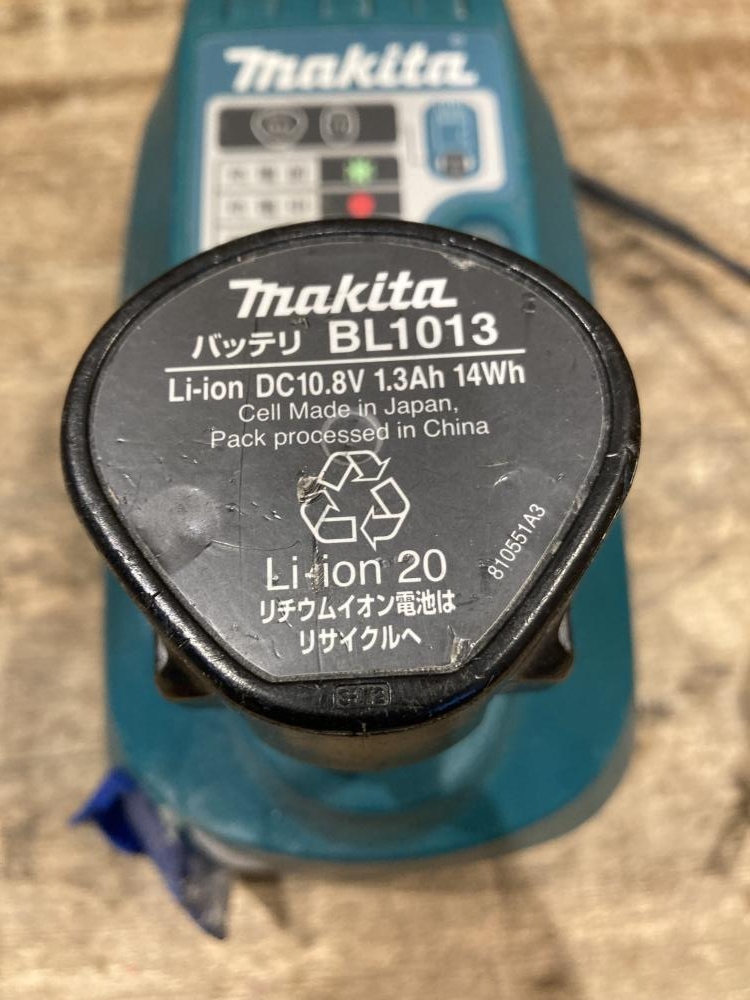 makita
makita
バッテリ BL1013
Li-ion DC10.8V 1.3Ah 14Wh
Cell Made in Japan,
Pack processed in China
810551A3
Li-ion 20
リチウムイオン電池は
リサイクルへ